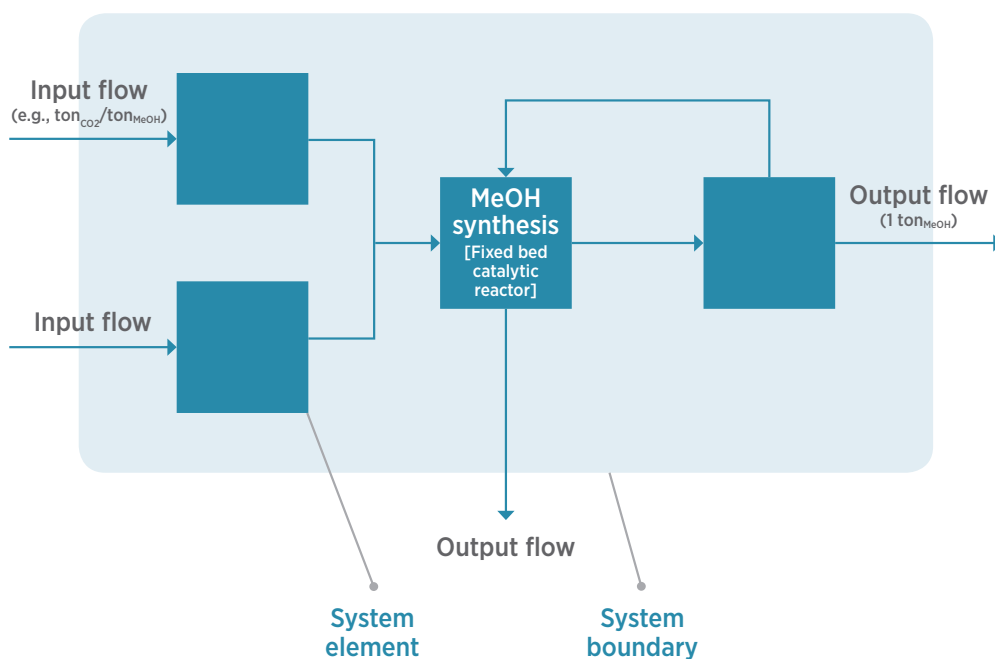 Input flow
(e.g., ton_CO2/ton_MeOH)
MeOH
synthesis
[Fixed bed
catalytic
reactor]
Output flow
(1 ton_MeOH)
Input flow
Output flow
System
element
System
boundary